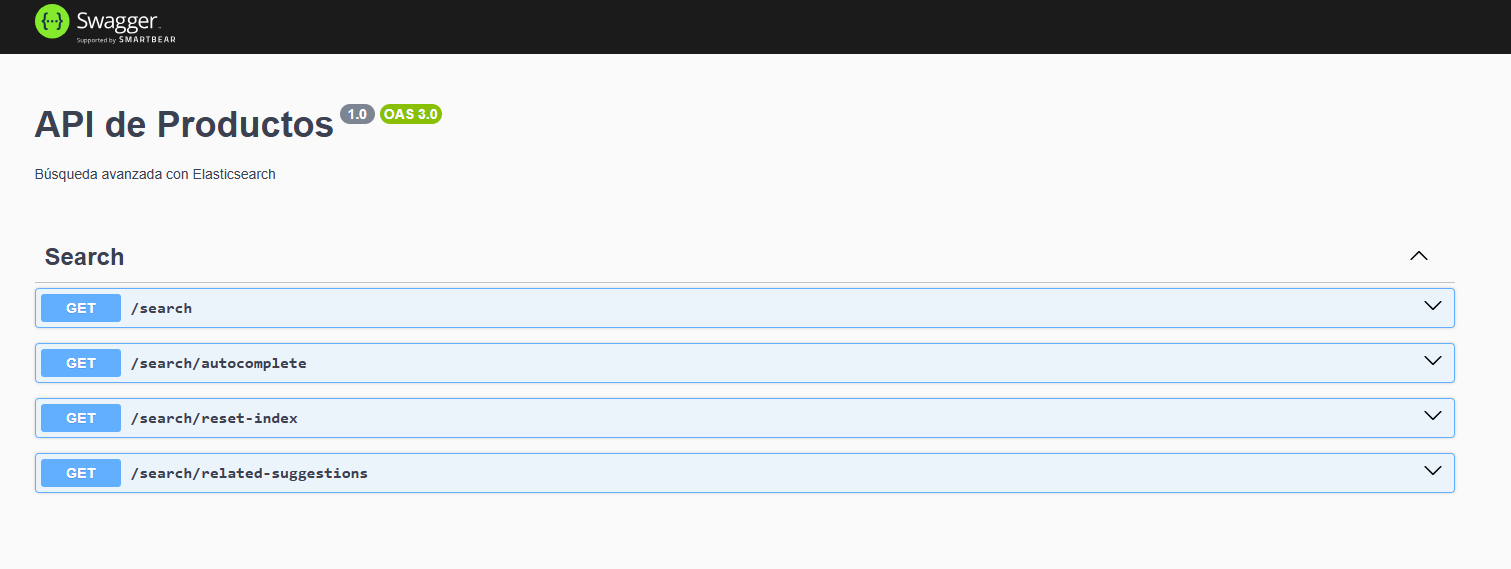 {···} Swagger
Supported by SMARTBEAR
API de Productos 1.0 OAS 3.0
Búsqueda avanzada con Elasticsearch
Search
GET /search
GET /search/autocomplete
GET /search/reset-index
GET /search/related-suggestions